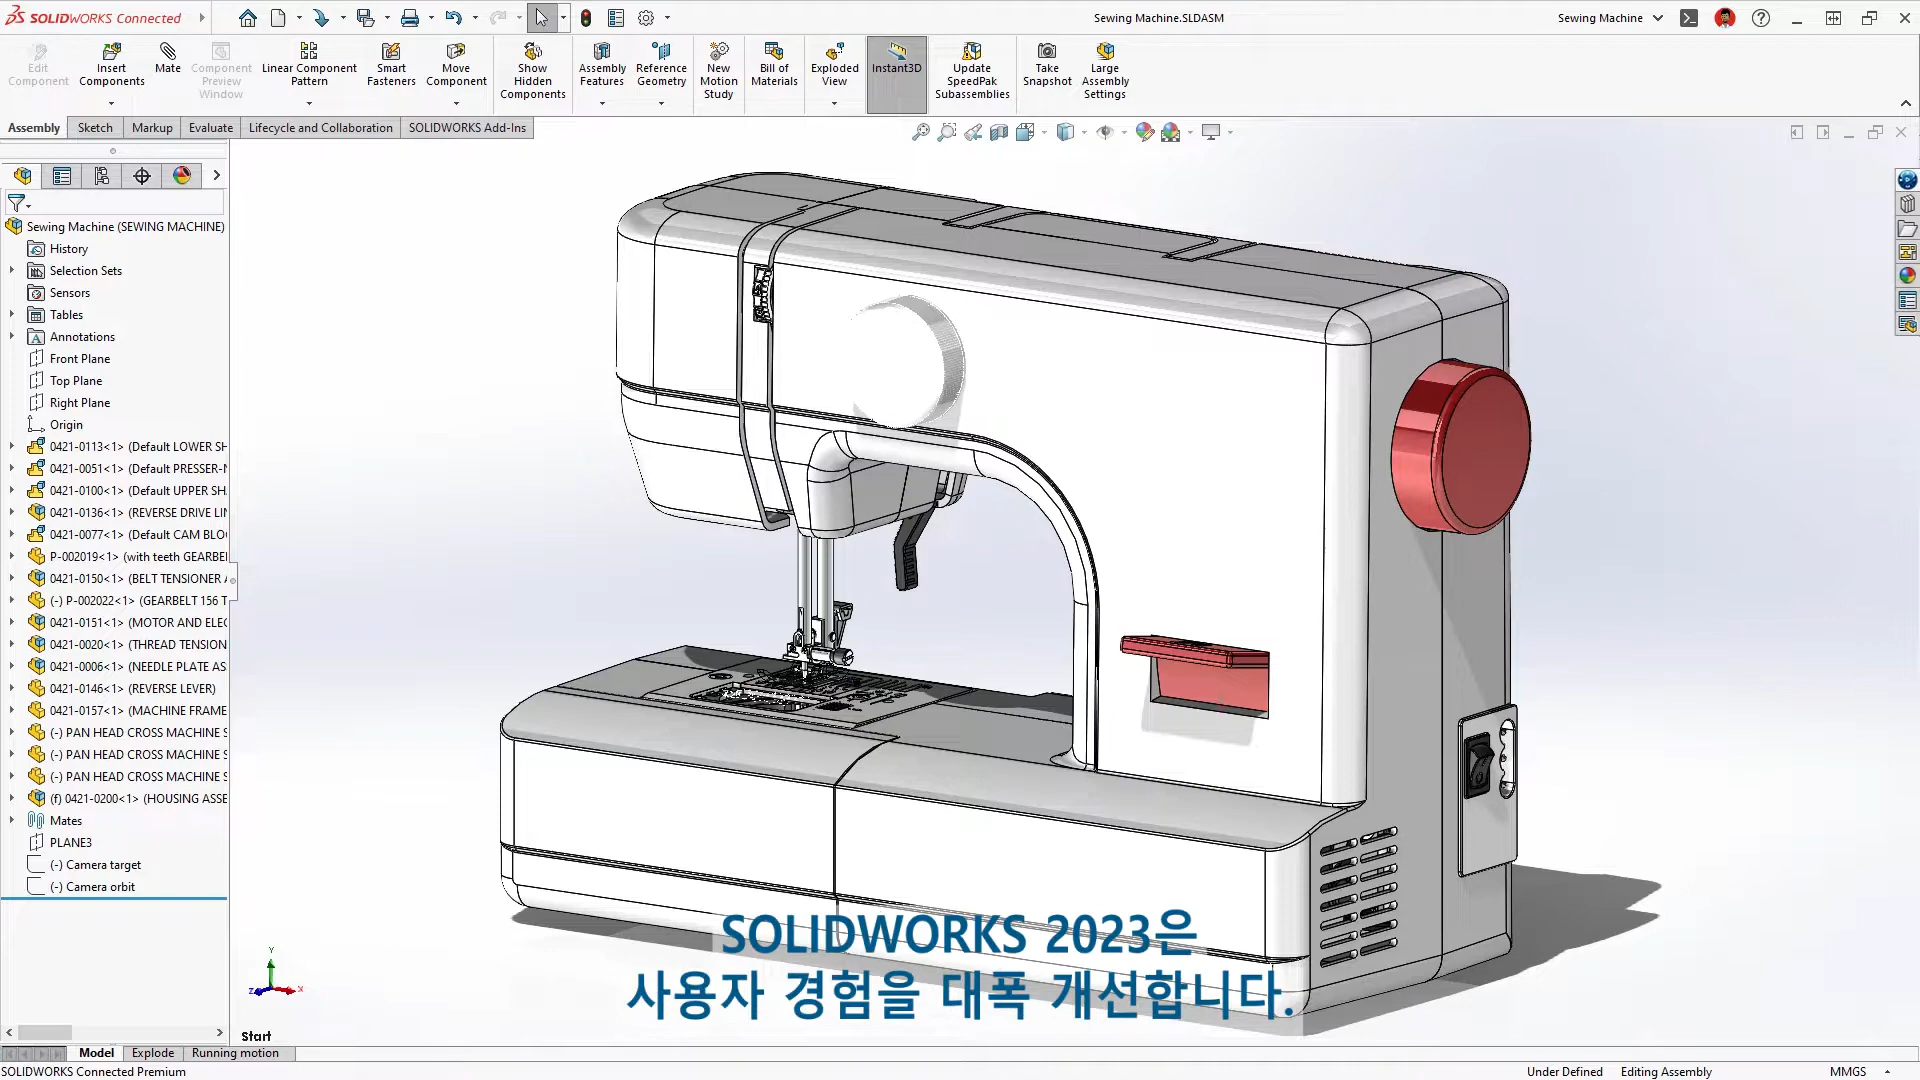 SOLIDWORKS Connected
Sewing Machine.SLDASM
Sewing Machine
Edit Component
Insert Components
Mate
Component Preview Window
Linear Component Pattern
Smart Fasteners
Move Component
Show Hidden Components
Assembly Features
Reference Geometry
New Motion Study
Bill of Materials
Exploded View
Instant3D
Update SpeedPak Subassemblies
Take Snapshot
Large Assembly Settings
Assembly
Sketch
Markup
Evaluate
Lifecycle and Collaboration
SOLIDWORKS Add-Ins
Sewing Machine (SEWING MACHINE)
History
Selection Sets
Sensors
Tables
Annotations
Front Plane
Top Plane
Right Plane
Origin
0421-0113<1> (Default LOWER SH
0421-0051<1> (Default PRESSER-
0421-0100<1> (Default UPPER SH
0421-0136<1> (REVERSE DRIVE LI
0421-0077<1> (Default CAM BLO
P-002019<1> (with teeth GEARBE
0421-0150<1> (BELT TENSIONER
(-) P-002022<1> (GEARBELT 156 T
0421-0151<1> (MOTOR AND ELE
0421-0020<1> (THREAD TENSION
0421-0006<1> (NEEDLE PLATE AS
0421-0146<1> (REVERSE LEVER)
0421-0157<1> (MACHINE FRAME
(-) PAN HEAD CROSS MACHINE S
(-) PAN HEAD CROSS MACHINE S
(-) PAN HEAD CROSS MACHINE S
(f) 0421-0200<1> (HOUSING ASSE
Mates
PLANE3
(-) Camera target
(-) Camera orbit
SOLIDWORKS 2023은
사용자 경험을 대폭 개선합니다.
Y
Z
X
Start
Model
Explode
Running motion
SOLIDWORKS Connected Premium
Under Defined
Editing Assembly
MMGS